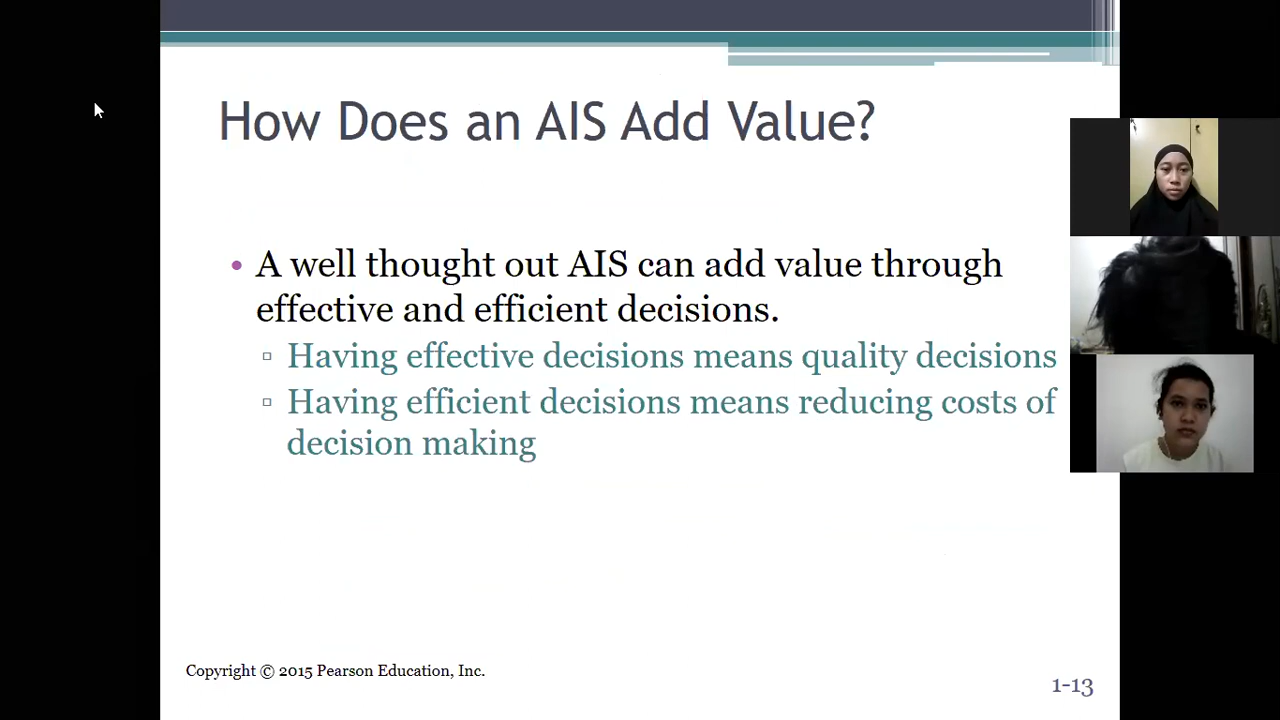 How Does an AIS Add Value?
• A well thought out AIS can add value through
effective and efficient decisions.
▫ Having effective decisions means quality decisions
▫ Having efficient decisions means reducing costs of
decision making
Copyright © 2015 Pearson Education, Inc.
1-13